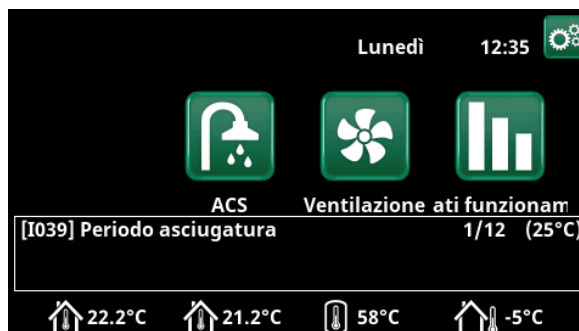 Lunedì 12:35
ACS Ventilazione ati funzionam
[I039] Periodo asciugatura 1/12 (25°C)
22.2°C 21.2°C 58°C -5°C